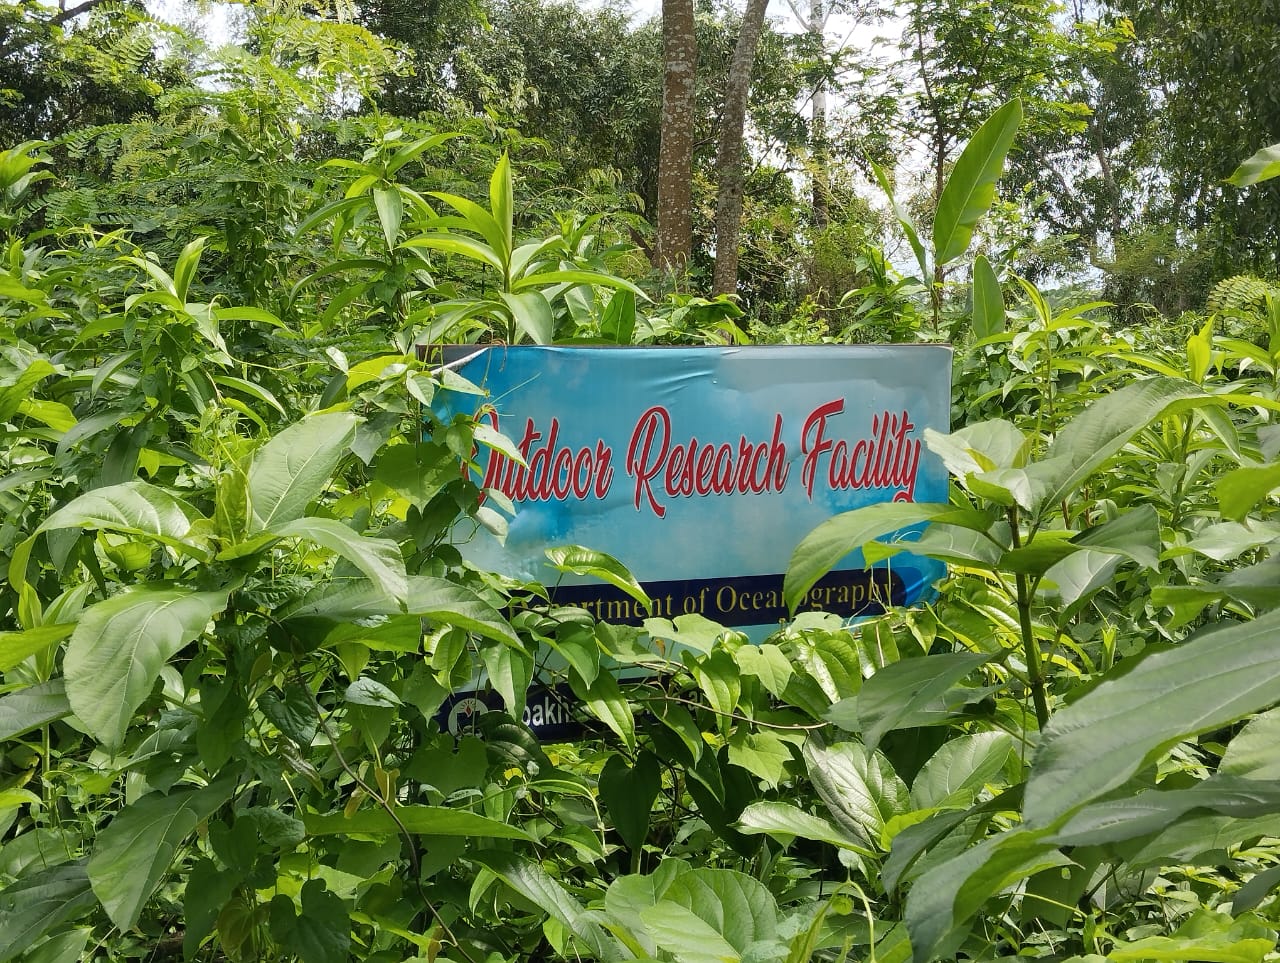 Outdoor Research Facility
Department of Oceanography